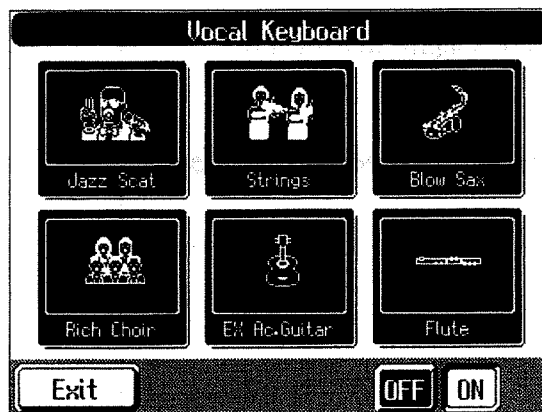 Vocal Keyboard
Jazz Scat
Strings
Blow Sax
Rich Choir
EX Ac.Guitar
Flute
Exit
OFF
ON